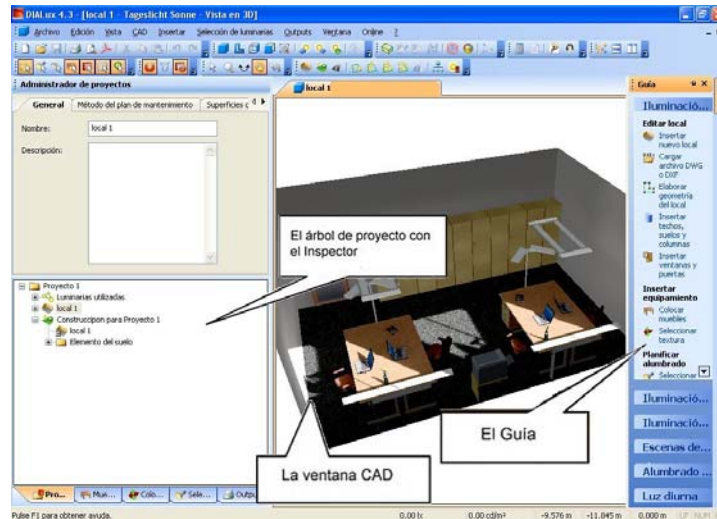 DIALux 4.3 - [local 1 - Tageslicht Sonne - Vista en 3D]
Archivo Edición Vista CAD Insertar Selección de luminarias Outputs Ventana Online ?
Administrador de proyectos
General Método del plan de mantenimiento Superficies
Nombre: local 1
Descripción:
local 1
El árbol de proyecto con
el Inspector
Proyecto 1
Luminarias utilizadas
local 1
Construccipon para Proyecto 1
local 1
Elemento del suelo
La ventana CAD
El Guía
Guía
Iluminació...
Editar local
Insertar
nuevo local
Cargar
archivo DWG
o DXF
Elaborar
geometría
del local
Insertar
techos,
suelos y
columnas
Insertar
ventanas y
puertas
Insertar
equipamiento
Colocar
muebles
Seleccionar
textura
Planificar
alumbrado
Seleccionar
Iluminació...
Iluminació...
Escenas de...
Alumbrado ...
Luz diurna
Pro... Mue... Colo... Sele... Outpu
Pulse F1 para obtener ayuda. 0.00 lx 0.00 cd/m² -9.576 m -11.045 m 0.000 m